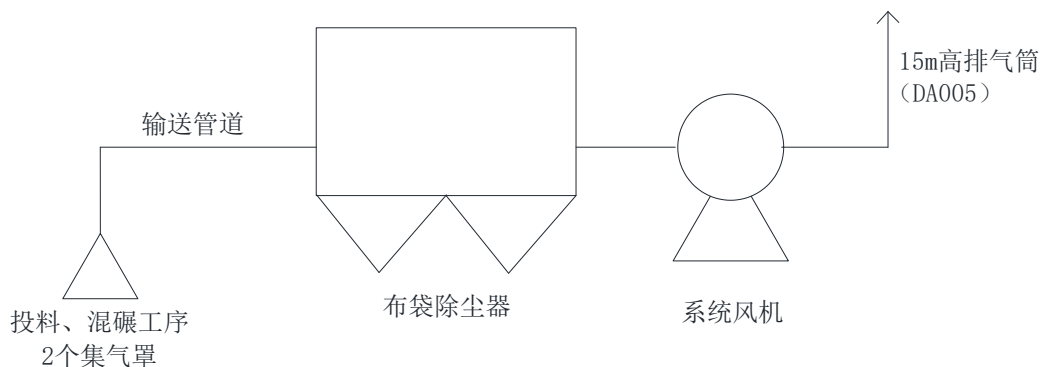 15m高排气筒
（DA005）
输送管道
布袋除尘器
系统风机
投料、混碾工序
2个集气罩